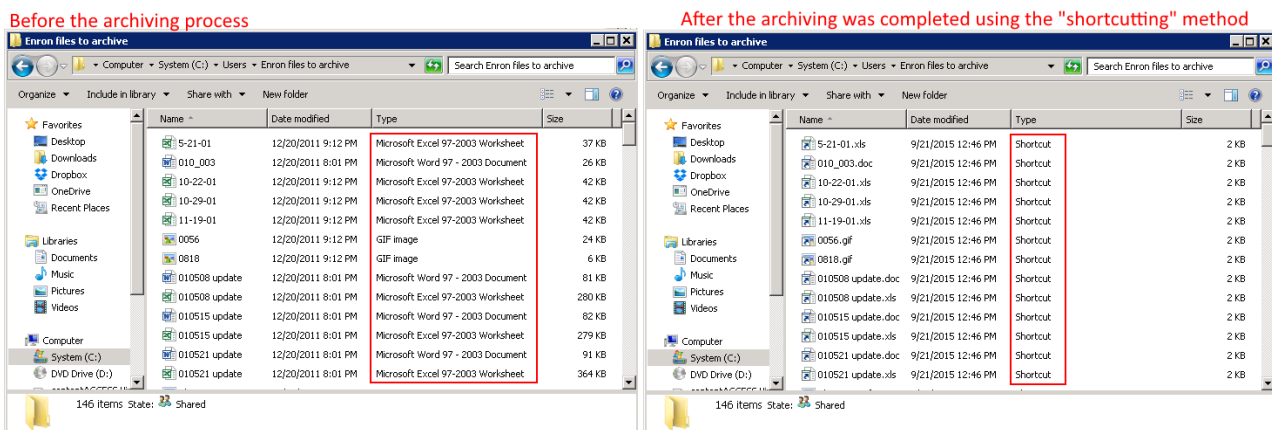 Before the archiving process
Enron files to archive
Computer System (C:) Users Enron files to archive
Search Enron files to archive
Organize Include in library Share with New folder
Favorites
Desktop
Downloads
Dropbox
OneDrive
Recent Places
Libraries
Documents
Music
Pictures
Videos
Computer
System (C:)
DVD Drive (D:)
Name Date modified Type Size
5-21-01 12/20/2011 9:12 PM Microsoft Excel 97-2003 Worksheet 37 KB
010_003 12/20/2011 8:01 PM Microsoft Word 97 - 2003 Document 26 KB
10-22-01 12/20/2011 9:12 PM Microsoft Excel 97-2003 Worksheet 42 KB
10-29-01 12/20/2011 9:12 PM Microsoft Excel 97-2003 Worksheet 42 KB
11-19-01 12/20/2011 9:12 PM Microsoft Excel 97-2003 Worksheet 42 KB
0056 12/20/2011 9:12 PM GIF image 24 KB
0818 12/20/2011 9:12 PM GIF image 6 KB
010508 update 12/20/2011 8:01 PM Microsoft Word 97 - 2003 Document 81 KB
010508 update 12/20/2011 8:01 PM Microsoft Excel 97-2003 Worksheet 280 KB
010515 update 12/20/2011 8:01 PM Microsoft Word 97 - 2003 Document 82 KB
010515 update 12/20/2011 8:01 PM Microsoft Excel 97-2003 Worksheet 279 KB
010521 update 12/20/2011 8:01 PM Microsoft Word 97 - 2003 Document 91 KB
010521 update 12/20/2011 8:01 PM Microsoft Excel 97-2003 Worksheet 364 KB
146 items State: Shared
After the archiving was completed using the "shortcutting" method
Enron files to archive
Computer System (C:) Users Enron files to archive
Search Enron files to archive
Organize Include in library Share with New folder
Favorites
Desktop
Downloads
Dropbox
OneDrive
Recent Places
Libraries
Documents
Music
Pictures
Videos
Computer
System (C:)
DVD Drive (D:)
Name Date modified Type Size
5-21-01.xls 9/21/2015 12:46 PM Shortcut 2 KB
010_003.doc 9/21/2015 12:46 PM Shortcut 2 KB
10-22-01.xls 9/21/2015 12:46 PM Shortcut 2 KB
10-29-01.xls 9/21/2015 12:46 PM Shortcut 2 KB
11-19-01.xls 9/21/2015 12:46 PM Shortcut 2 KB
0056.gif 9/21/2015 12:46 PM Shortcut 2 KB
0818.gif 9/21/2015 12:46 PM Shortcut 2 KB
010508 update.doc 9/21/2015 12:46 PM Shortcut 2 KB
010508 update.xls 9/21/2015 12:46 PM Shortcut 2 KB
010515 update.doc 9/21/2015 12:46 PM Shortcut 2 KB
010515 update.xls 9/21/2015 12:46 PM Shortcut 2 KB
010521 update.doc 9/21/2015 12:46 PM Shortcut 2 KB
010521 update.xls 9/21/2015 12:46 PM Shortcut 2 KB
146 items State: Shared